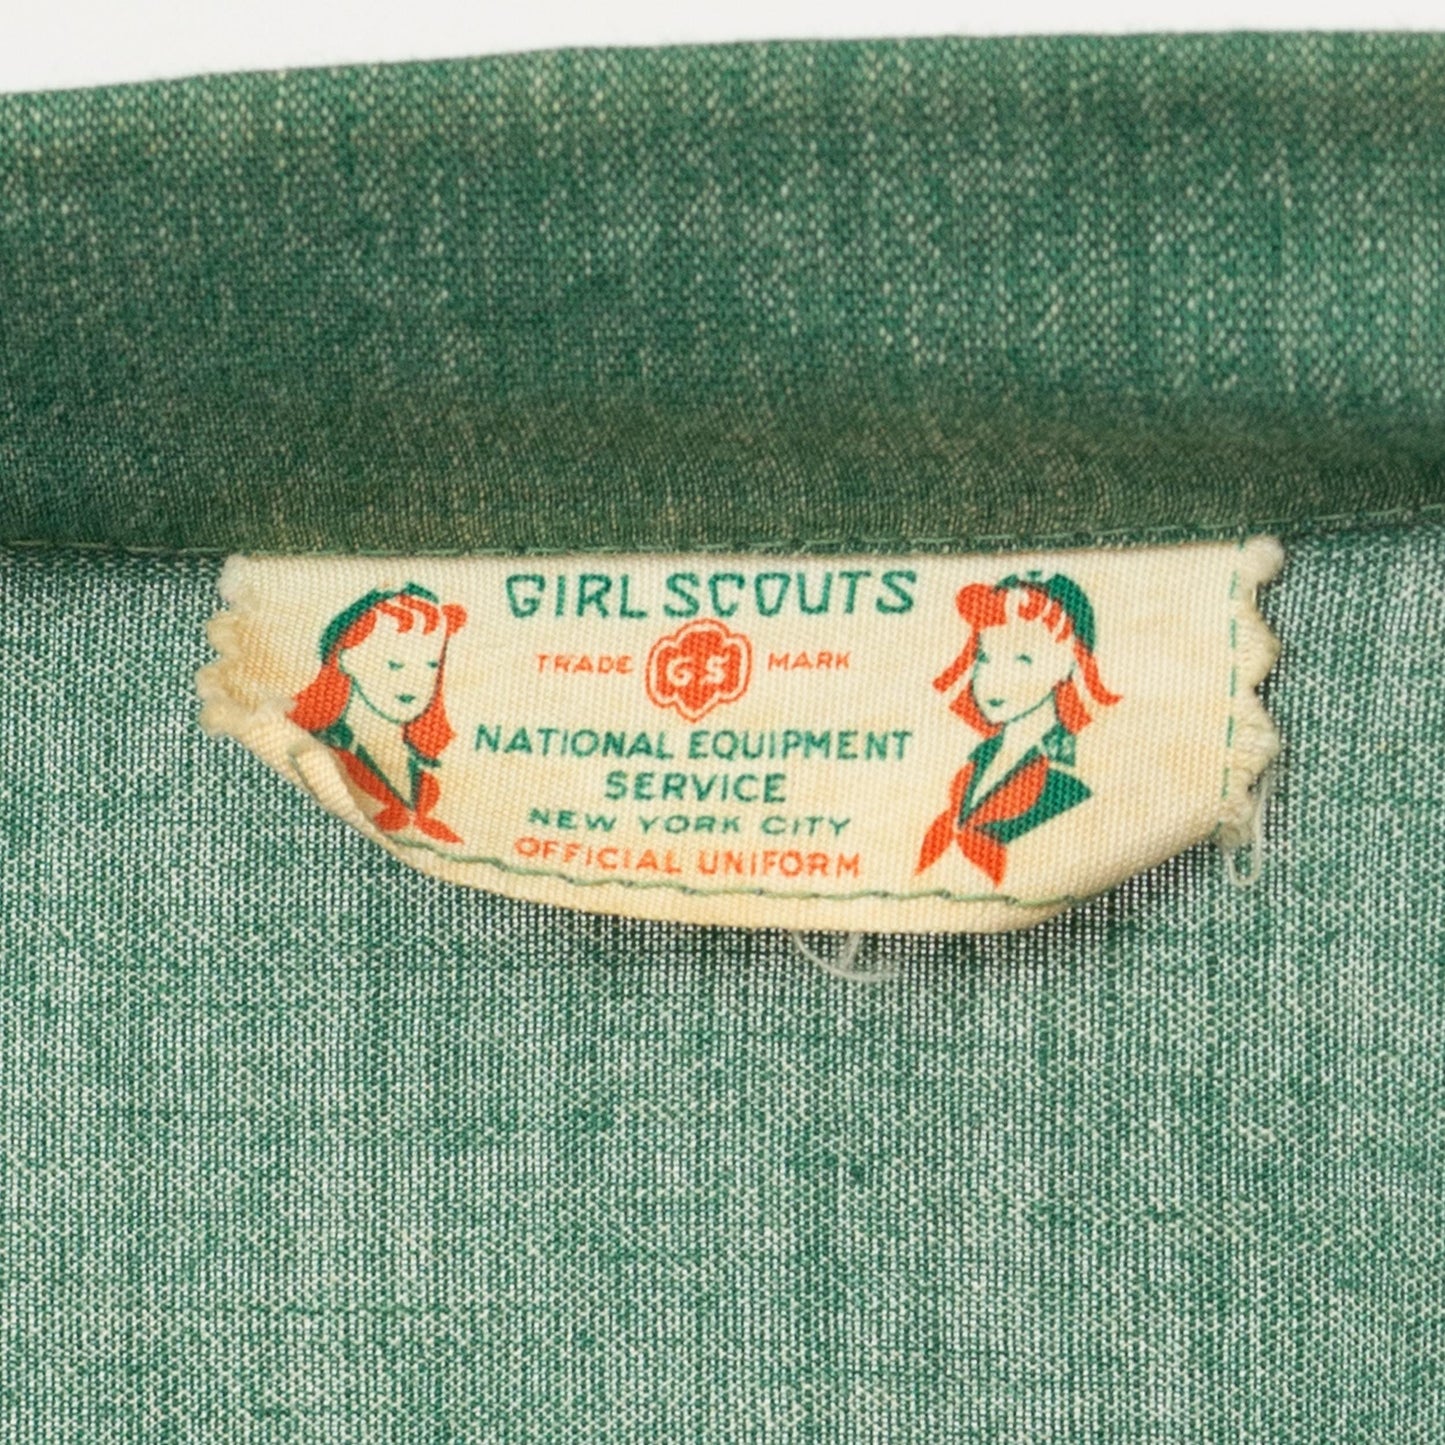 GIRL SCOUTS
TRADE GS MARK
NATIONAL EQUIPMENT
SERVICE
NEW YORK CITY
OFFICIAL UNIFORM